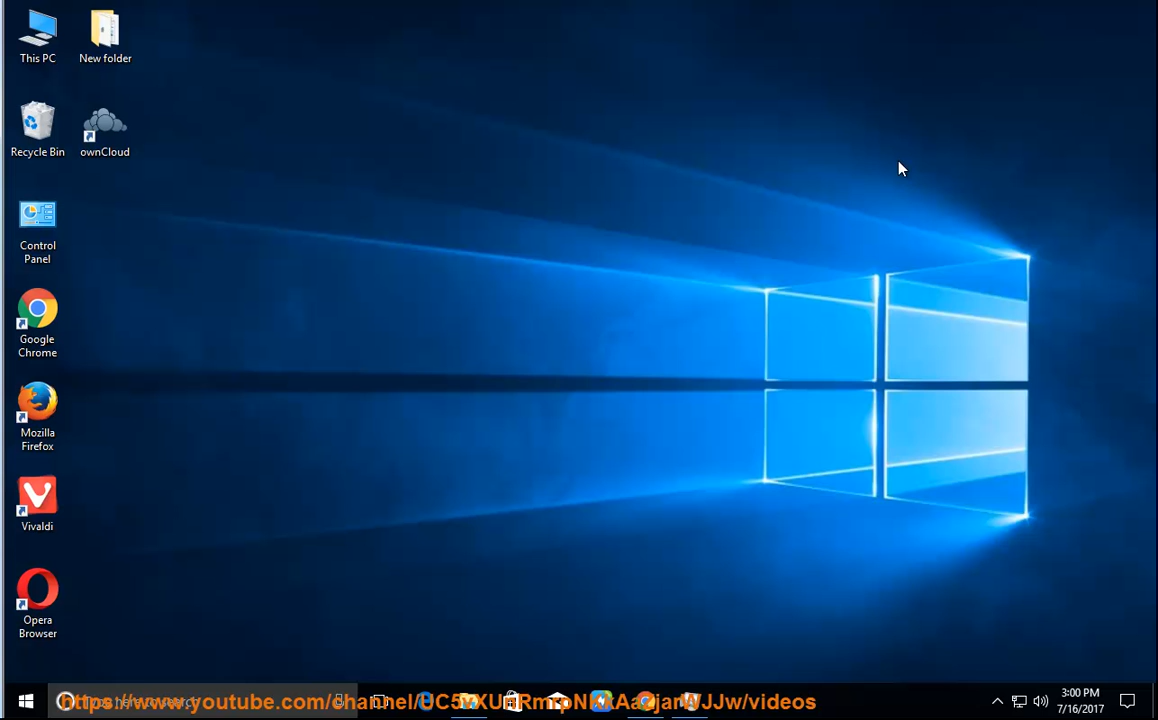 This PC
New folder
Recycle Bin
ownCloud
Control
Panel
Google
Chrome
Mozilla
Firefox
Vivaldi
Opera
Browser
3:00 PM
7/16/2017